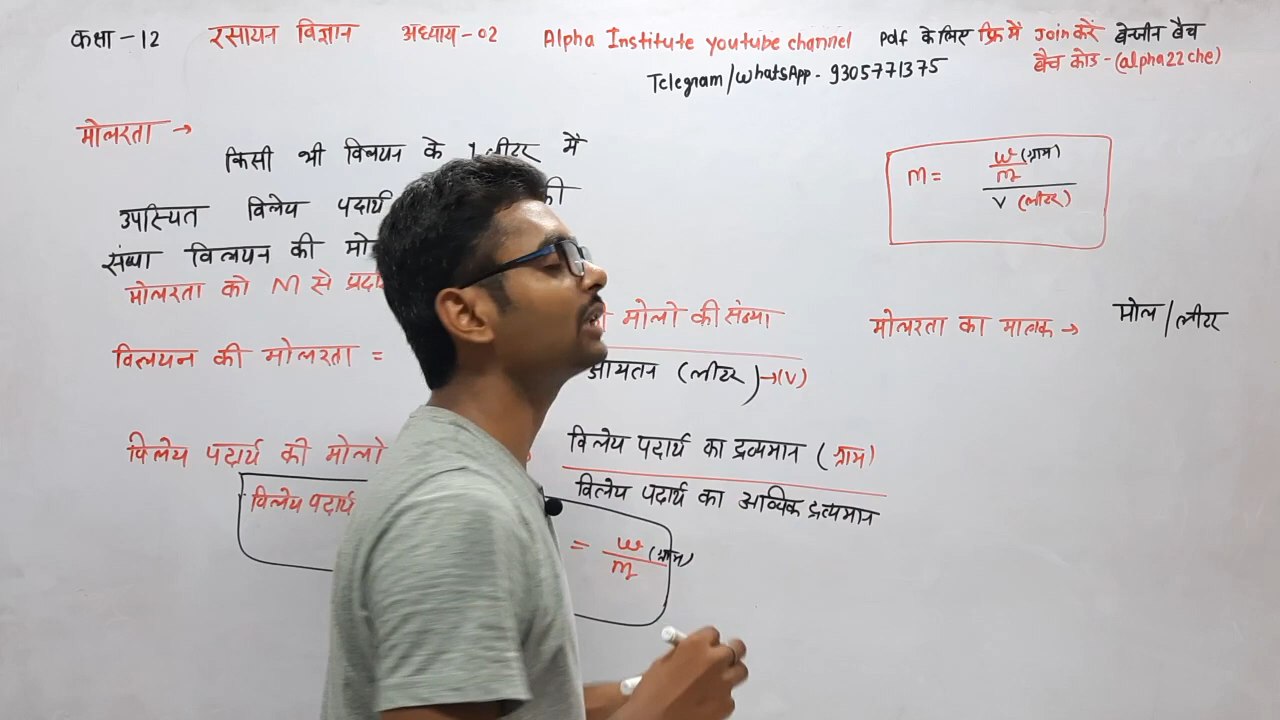 कक्षा -12 रसायन विज्ञान अध्याय-02 Alpha Institute youtube channel Pdf के लिए फ्रि में Join करें बेन्जीन बैच
Telegram/WhatsApp - 9305771375 बैच कोड - (alpha22che)
मोलरता →
किसी भी विलयन के 1 लीटर में
उपस्थित विलेय पदार्थ की
संख्या विलयन की मो
मोलरता को M से प्रदर्
विलयन की मोलरता = मोलो की संख्या
आयतन (लीटर) →(V)
विलेय पदार्थ की मोलो विलेय पदार्थ का द्रव्यमान (ग्राम)
विलेय पदार्थ का आण्विक द्रव्यमान
विलेय पदार्थ = w (ग्राम)
m
M = w (ग्राम)
m
V (लीटर)
मोलरता का मात्रक → मोल/लीटर